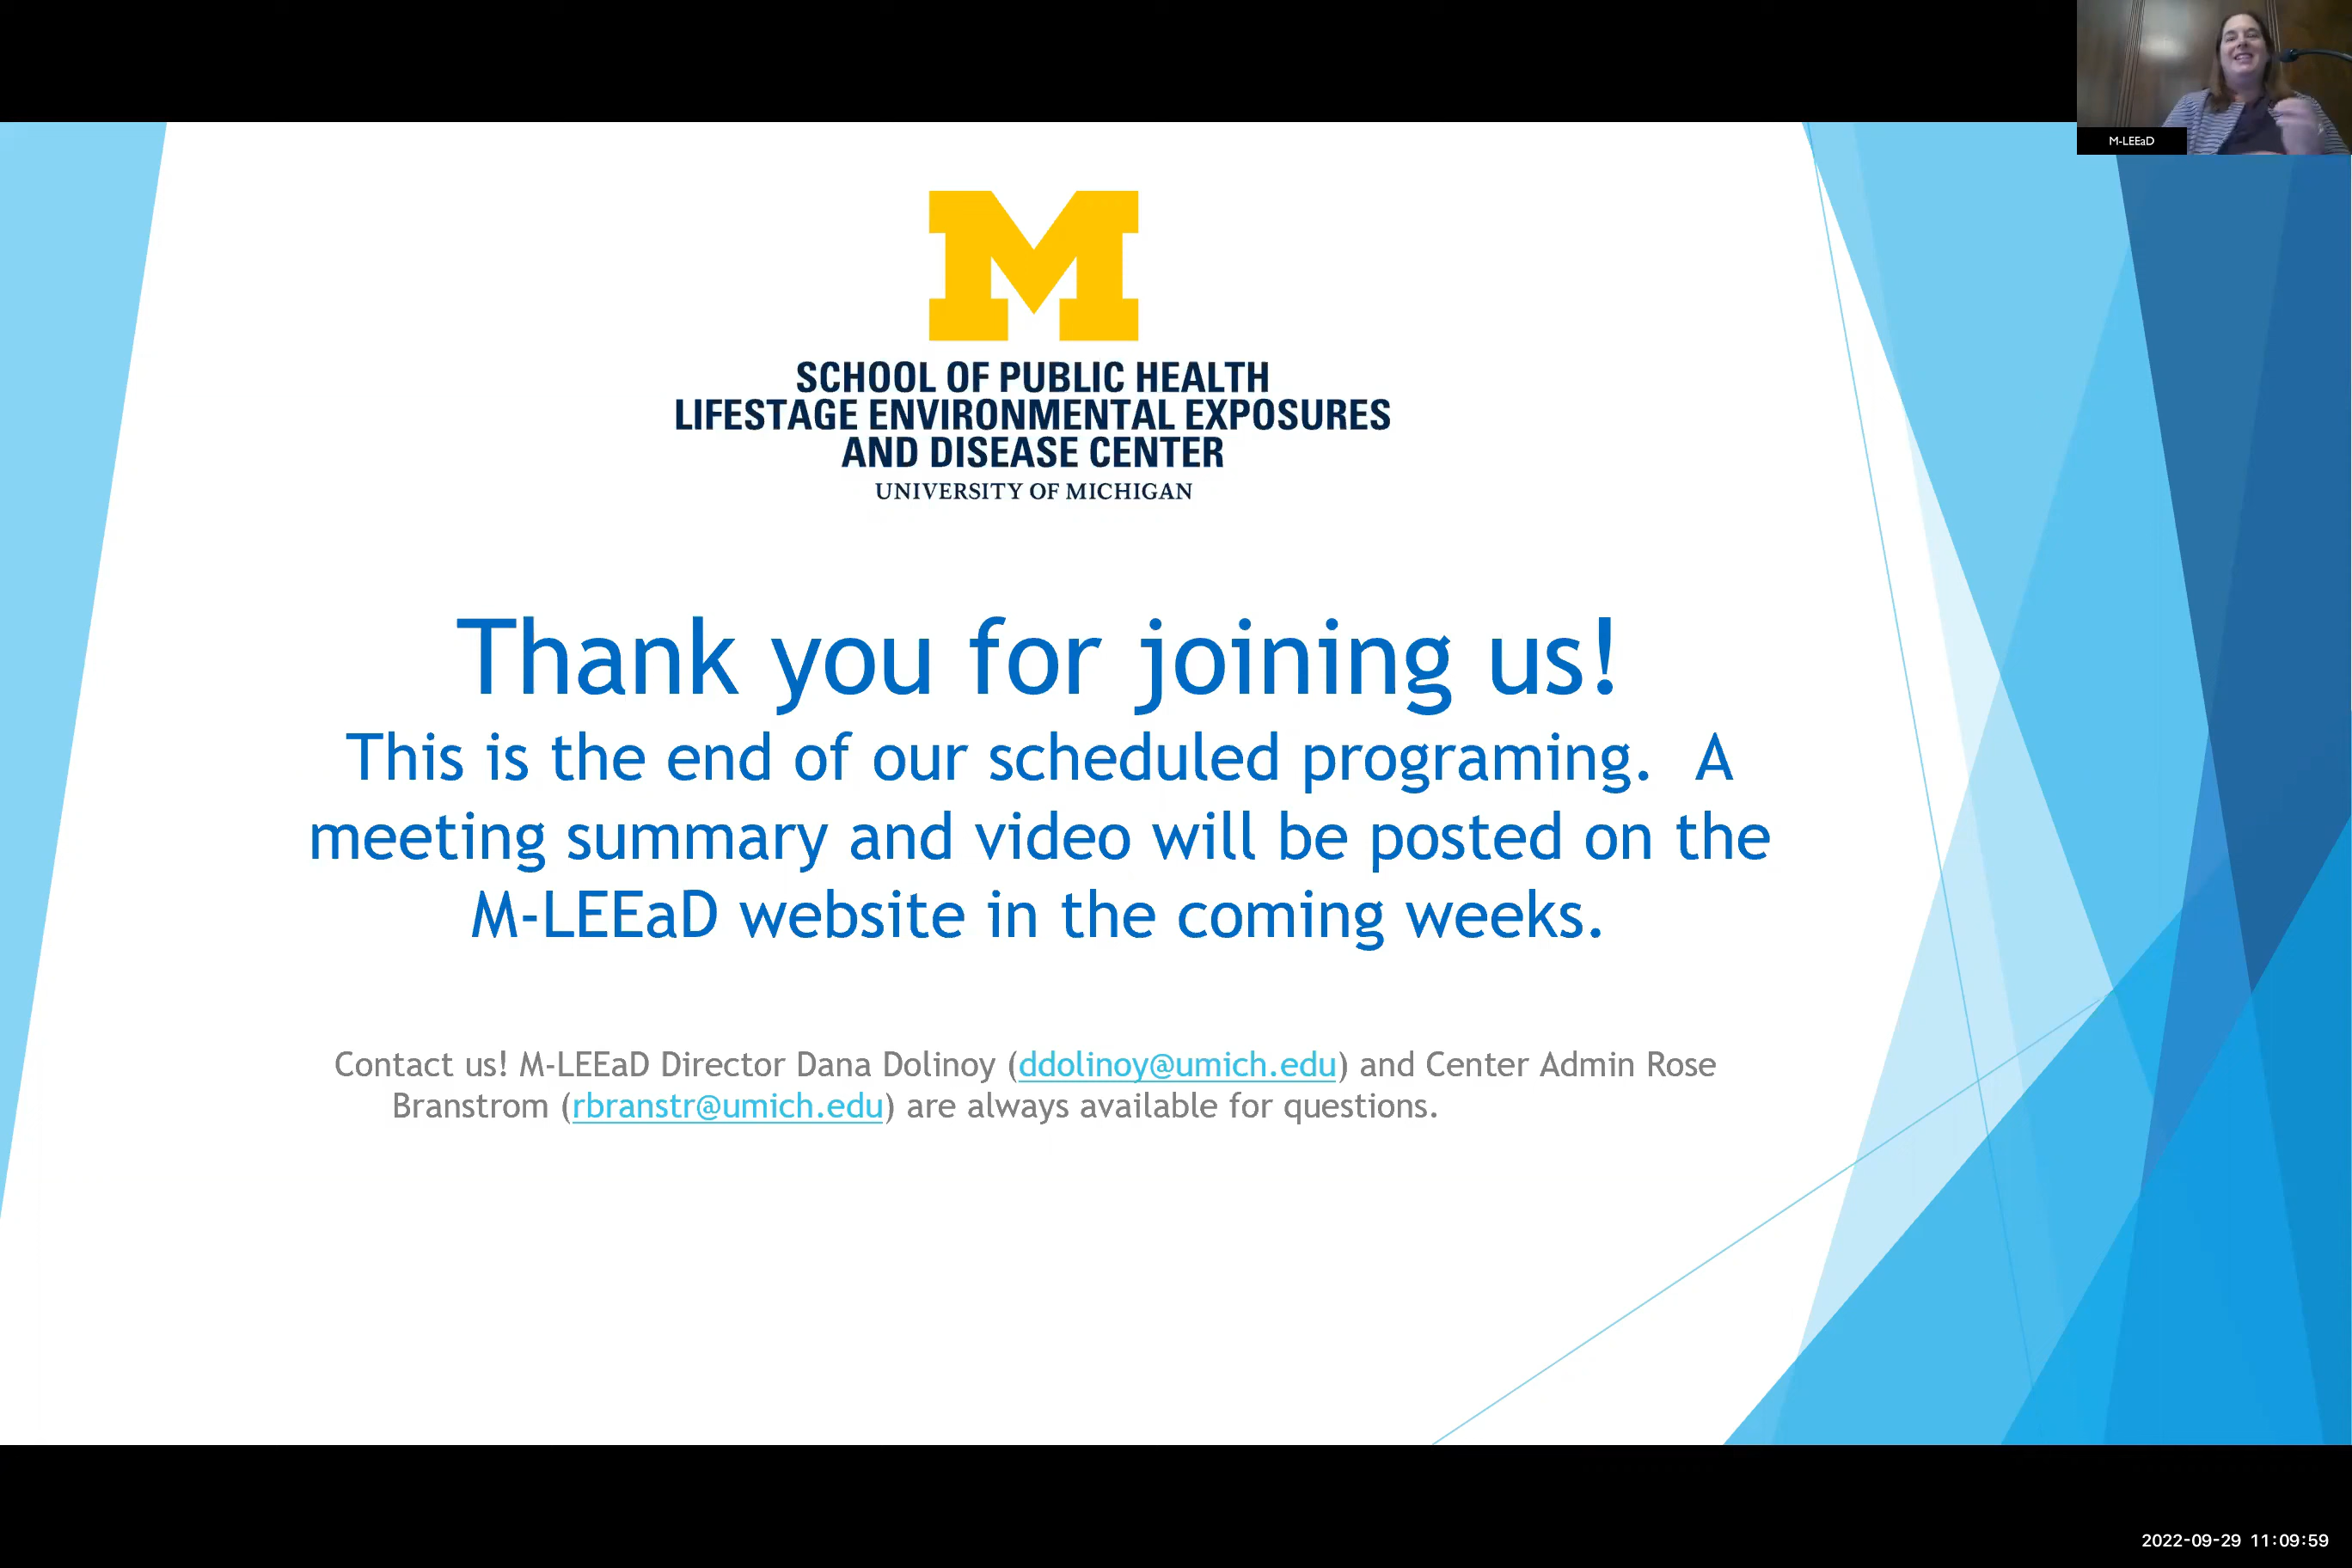 M-LEEaD
M
SCHOOL OF PUBLIC HEALTH
LIFESTAGE ENVIRONMENTAL EXPOSURES
AND DISEASE CENTER
UNIVERSITY OF MICHIGAN
Thank you for joining us!
This is the end of our scheduled programing.  A
meeting summary and video will be posted on the
M-LEEaD website in the coming weeks.
Contact us! M-LEEaD Director Dana Dolinoy (ddolinoy@umich.edu) and Center Admin Rose
Branstrom (rbranstr@umich.edu) are always available for questions.
2022-09-29 11:09:59